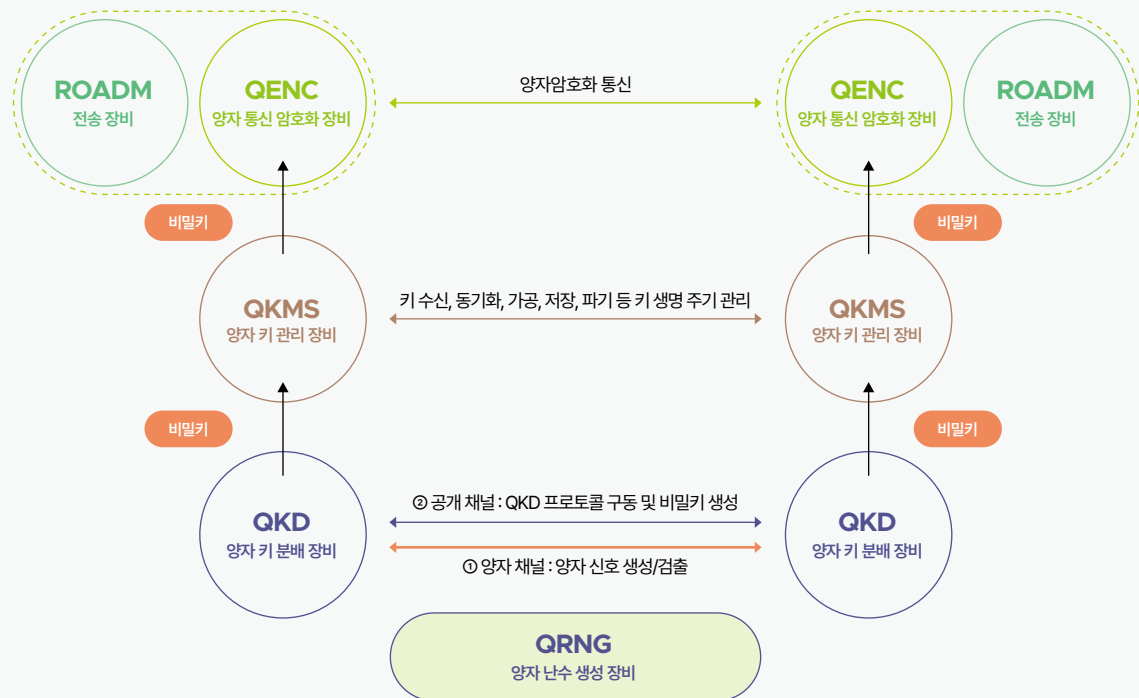 ROADM
전송 장비
QENC
양자 통신 암호화 장비
양자암호화 통신
QENC
양자 통신 암호화 장비
ROADM
전송 장비
비밀키
비밀키
QKMS
양자 키 관리 장비
키 수신, 동기화, 가공, 저장, 파기 등 키 생명 주기 관리
QKMS
양자 키 관리 장비
비밀키
비밀키
QKD
양자 키 분배 장비
② 공개 채널 : QKD 프로토콜 구동 및 비밀키 생성
① 양자 채널 : 양자 신호 생성/검출
QKD
양자 키 분배 장비
QRNG
양자 난수 생성 장비